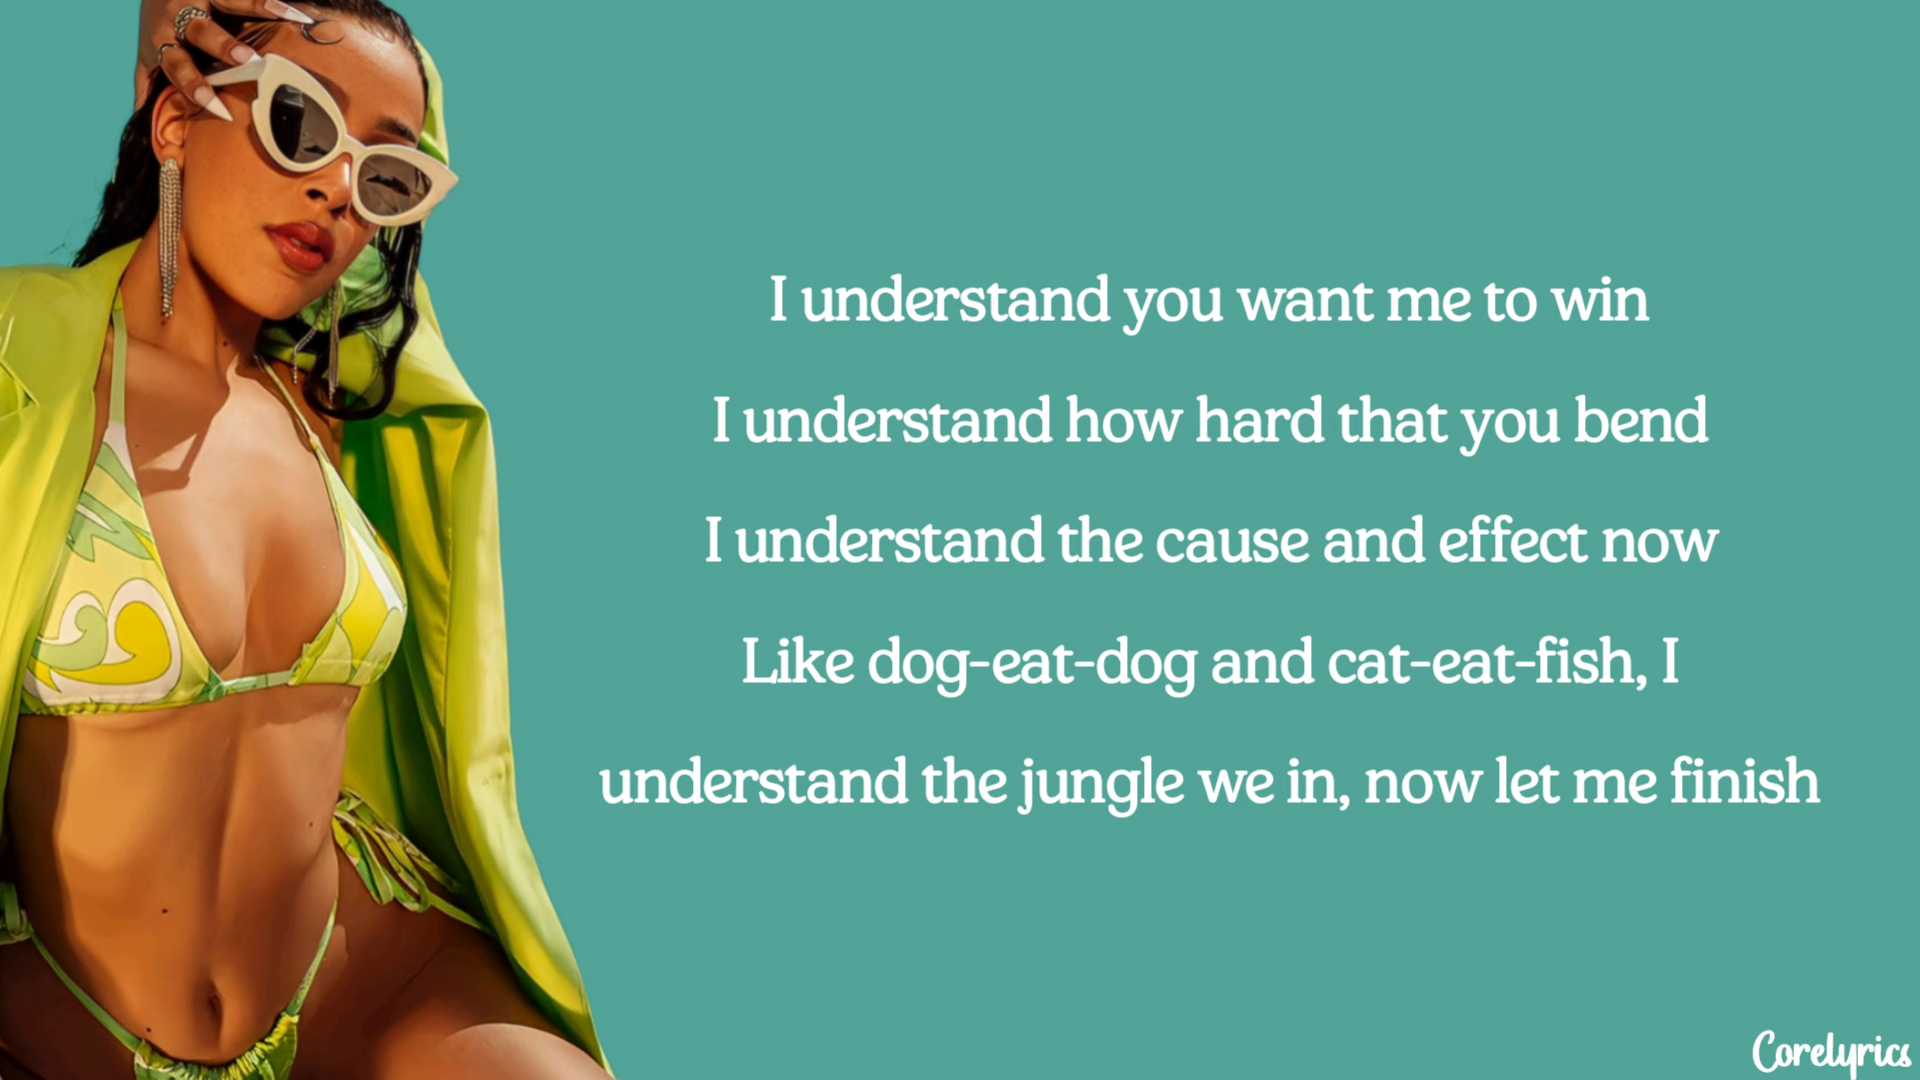 I understand you want me to win
I understand how hard that you bend
I understand the cause and effect now
Like dog-eat-dog and cat-eat-fish, I
understand the jungle we in, now let me finish
Corelyrics